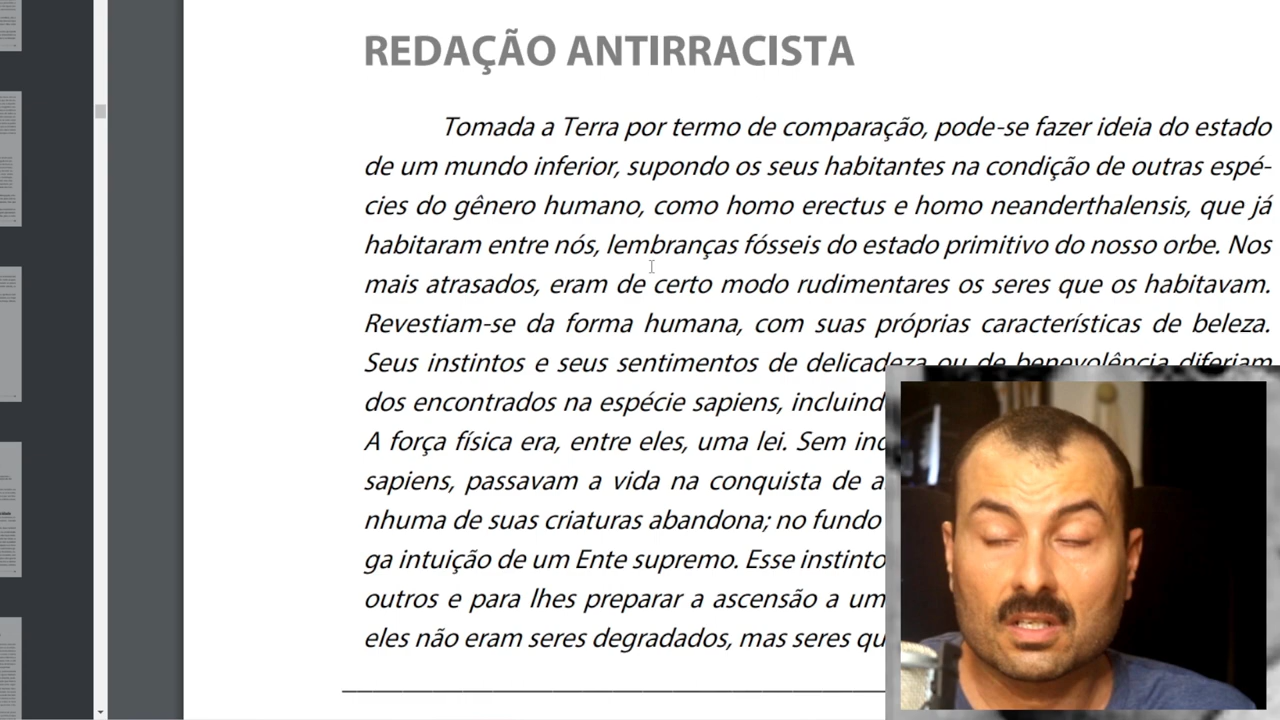 REDAÇÃO ANTIRRACISTA
Tomada a Terra por termo de comparação, pode-se fazer ideia do estado
de um mundo inferior, supondo os seus habitantes na condição de outras espé-
cies do gênero humano, como homo erectus e homo neanderthalensis, que já
habitaram entre nós, lembranças fósseis do estado primitivo do nosso orbe. Nos
mais atrasados, eram de certo modo rudimentares os seres que os habitavam.
Revestiam-se da forma humana, com suas próprias características de beleza.
Seus instintos e seus sentimentos de delicadeza ou de benevolência diferiam
dos encontrados na espécie sapiens,
A força física era, entre eles, uma lei. Sem
sapiens, passavam a vida na conquista de
nhuma de suas criaturas abandona; no fundo
ga intuição de um Ente supremo. Esse instinto
outros e para lhes preparar a ascensão a um
eles não eram seres degradados, mas seres